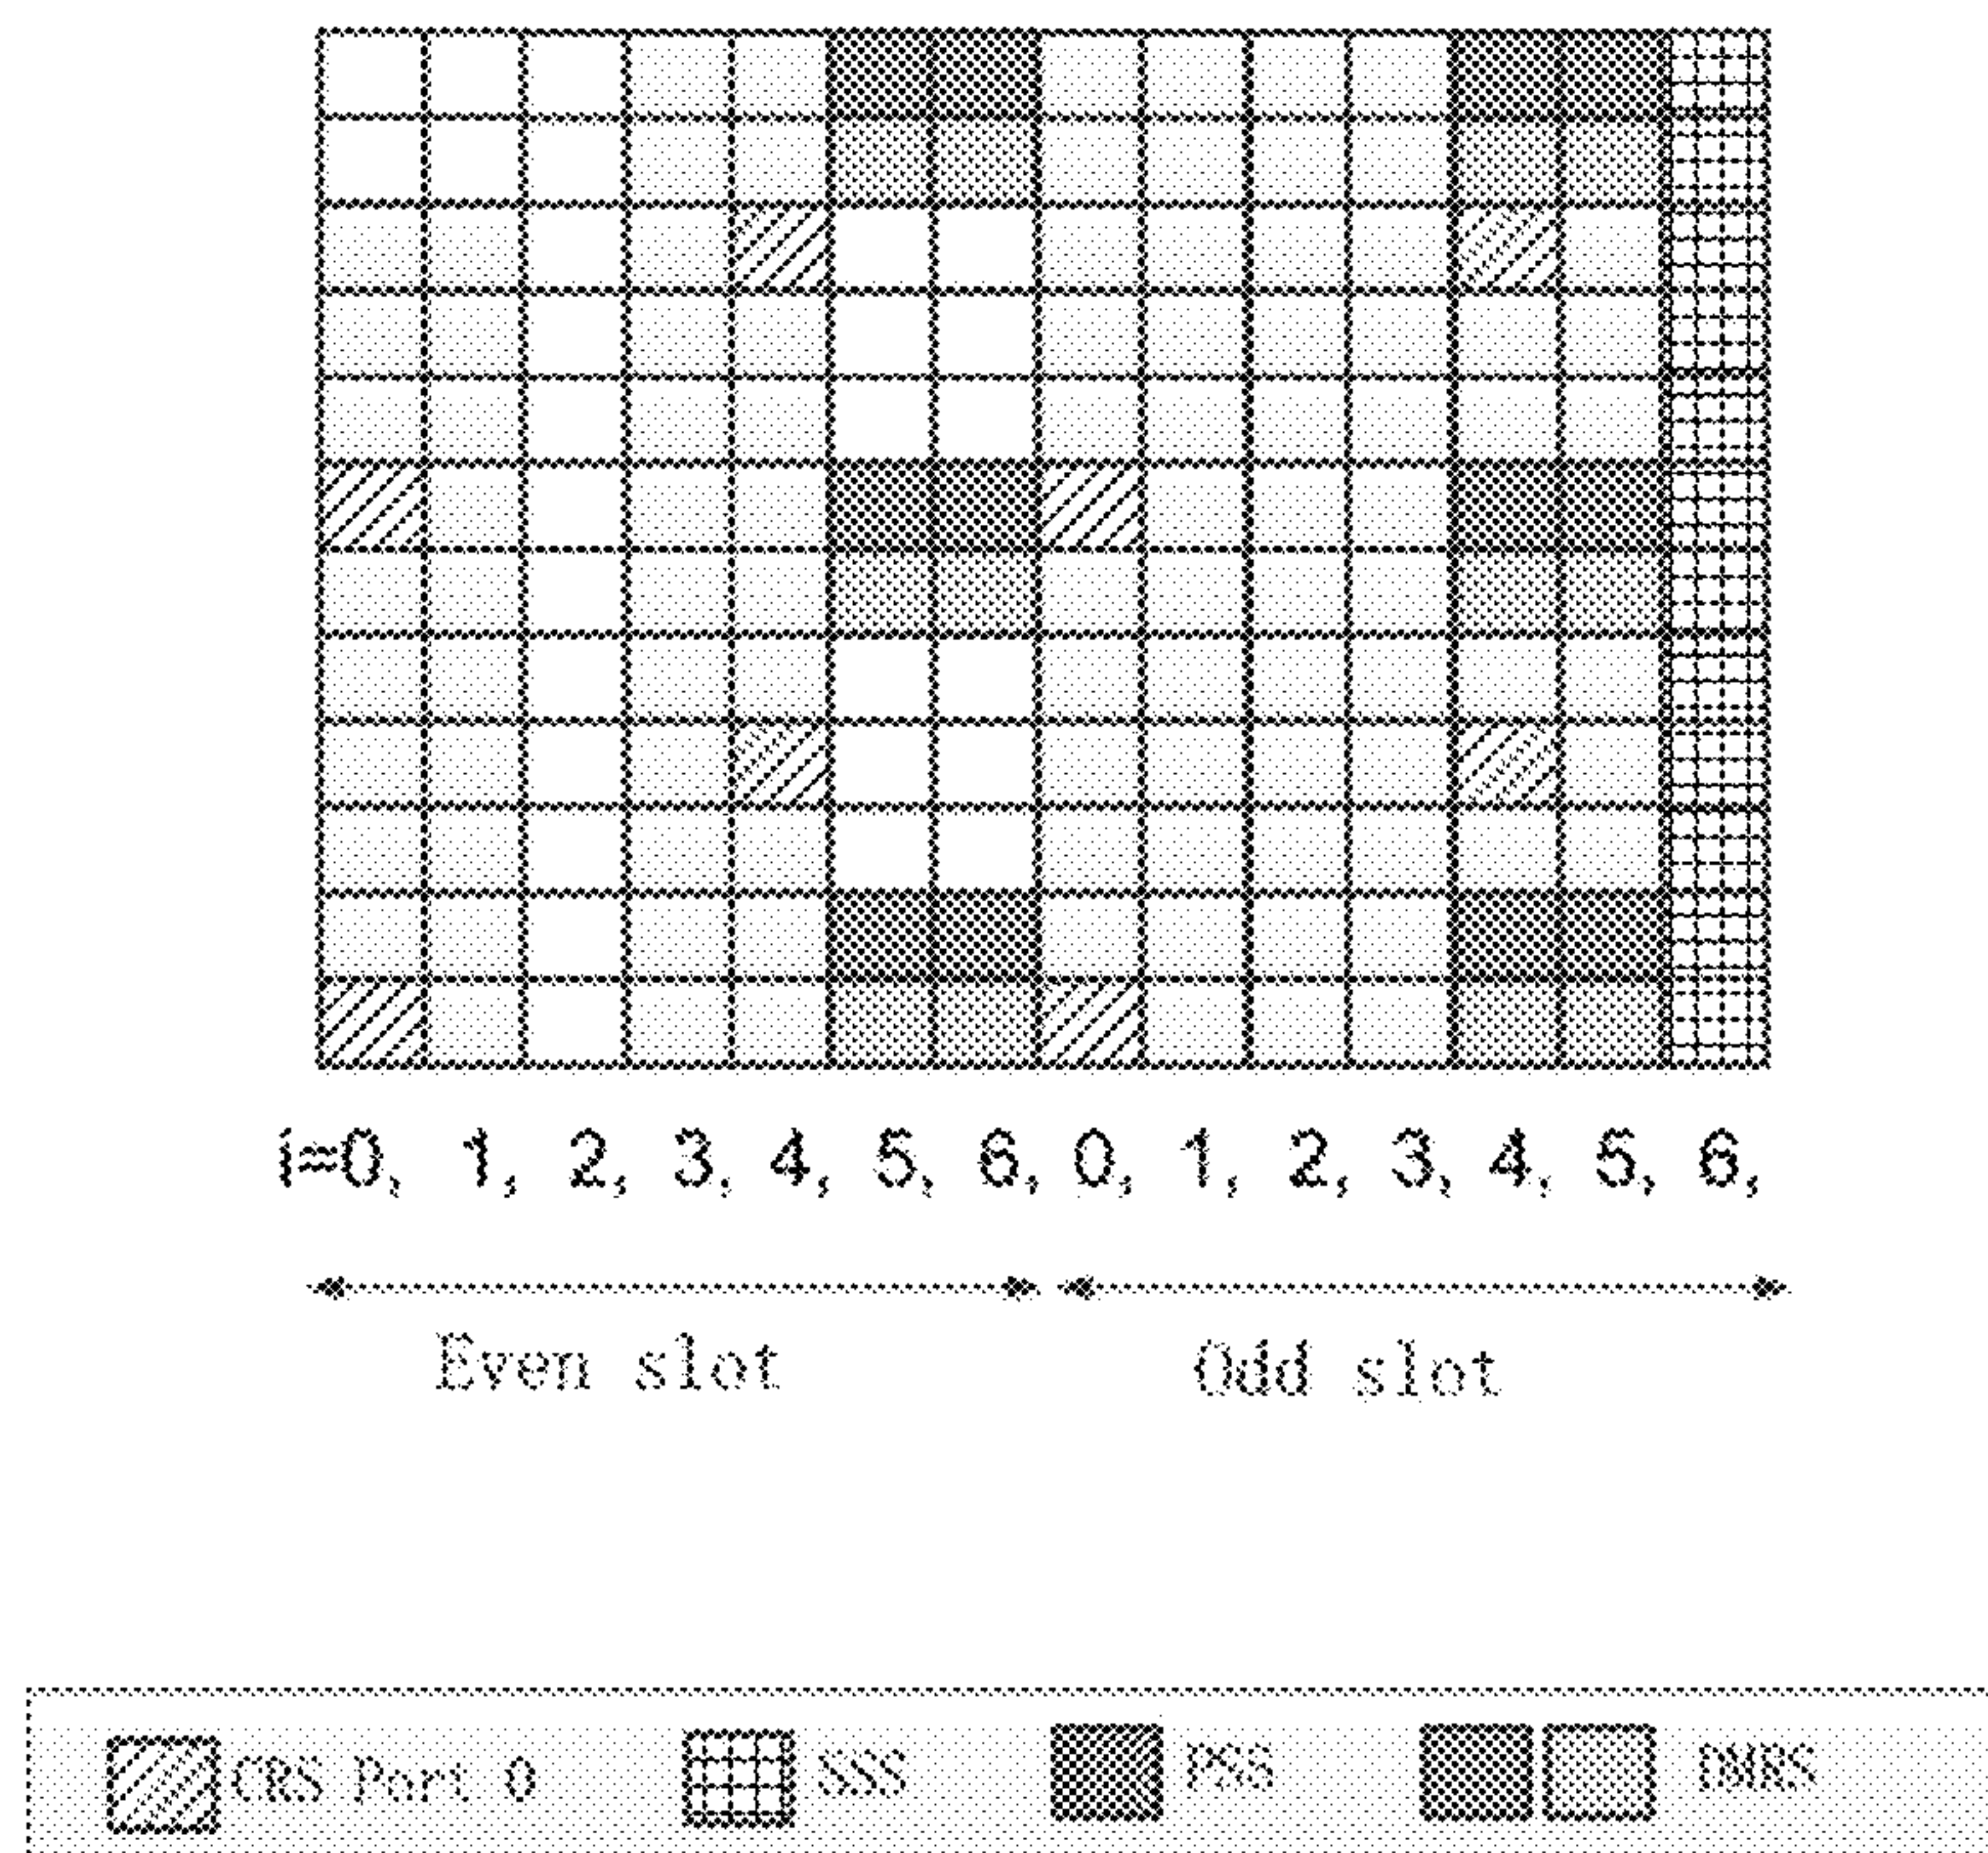 i=0, 1, 2, 3, 4, 5, 6, 0, 1, 2, 3, 4, 5, 6,
Even slot Odd slot
CRS Port 0 SSS PSS DMRS